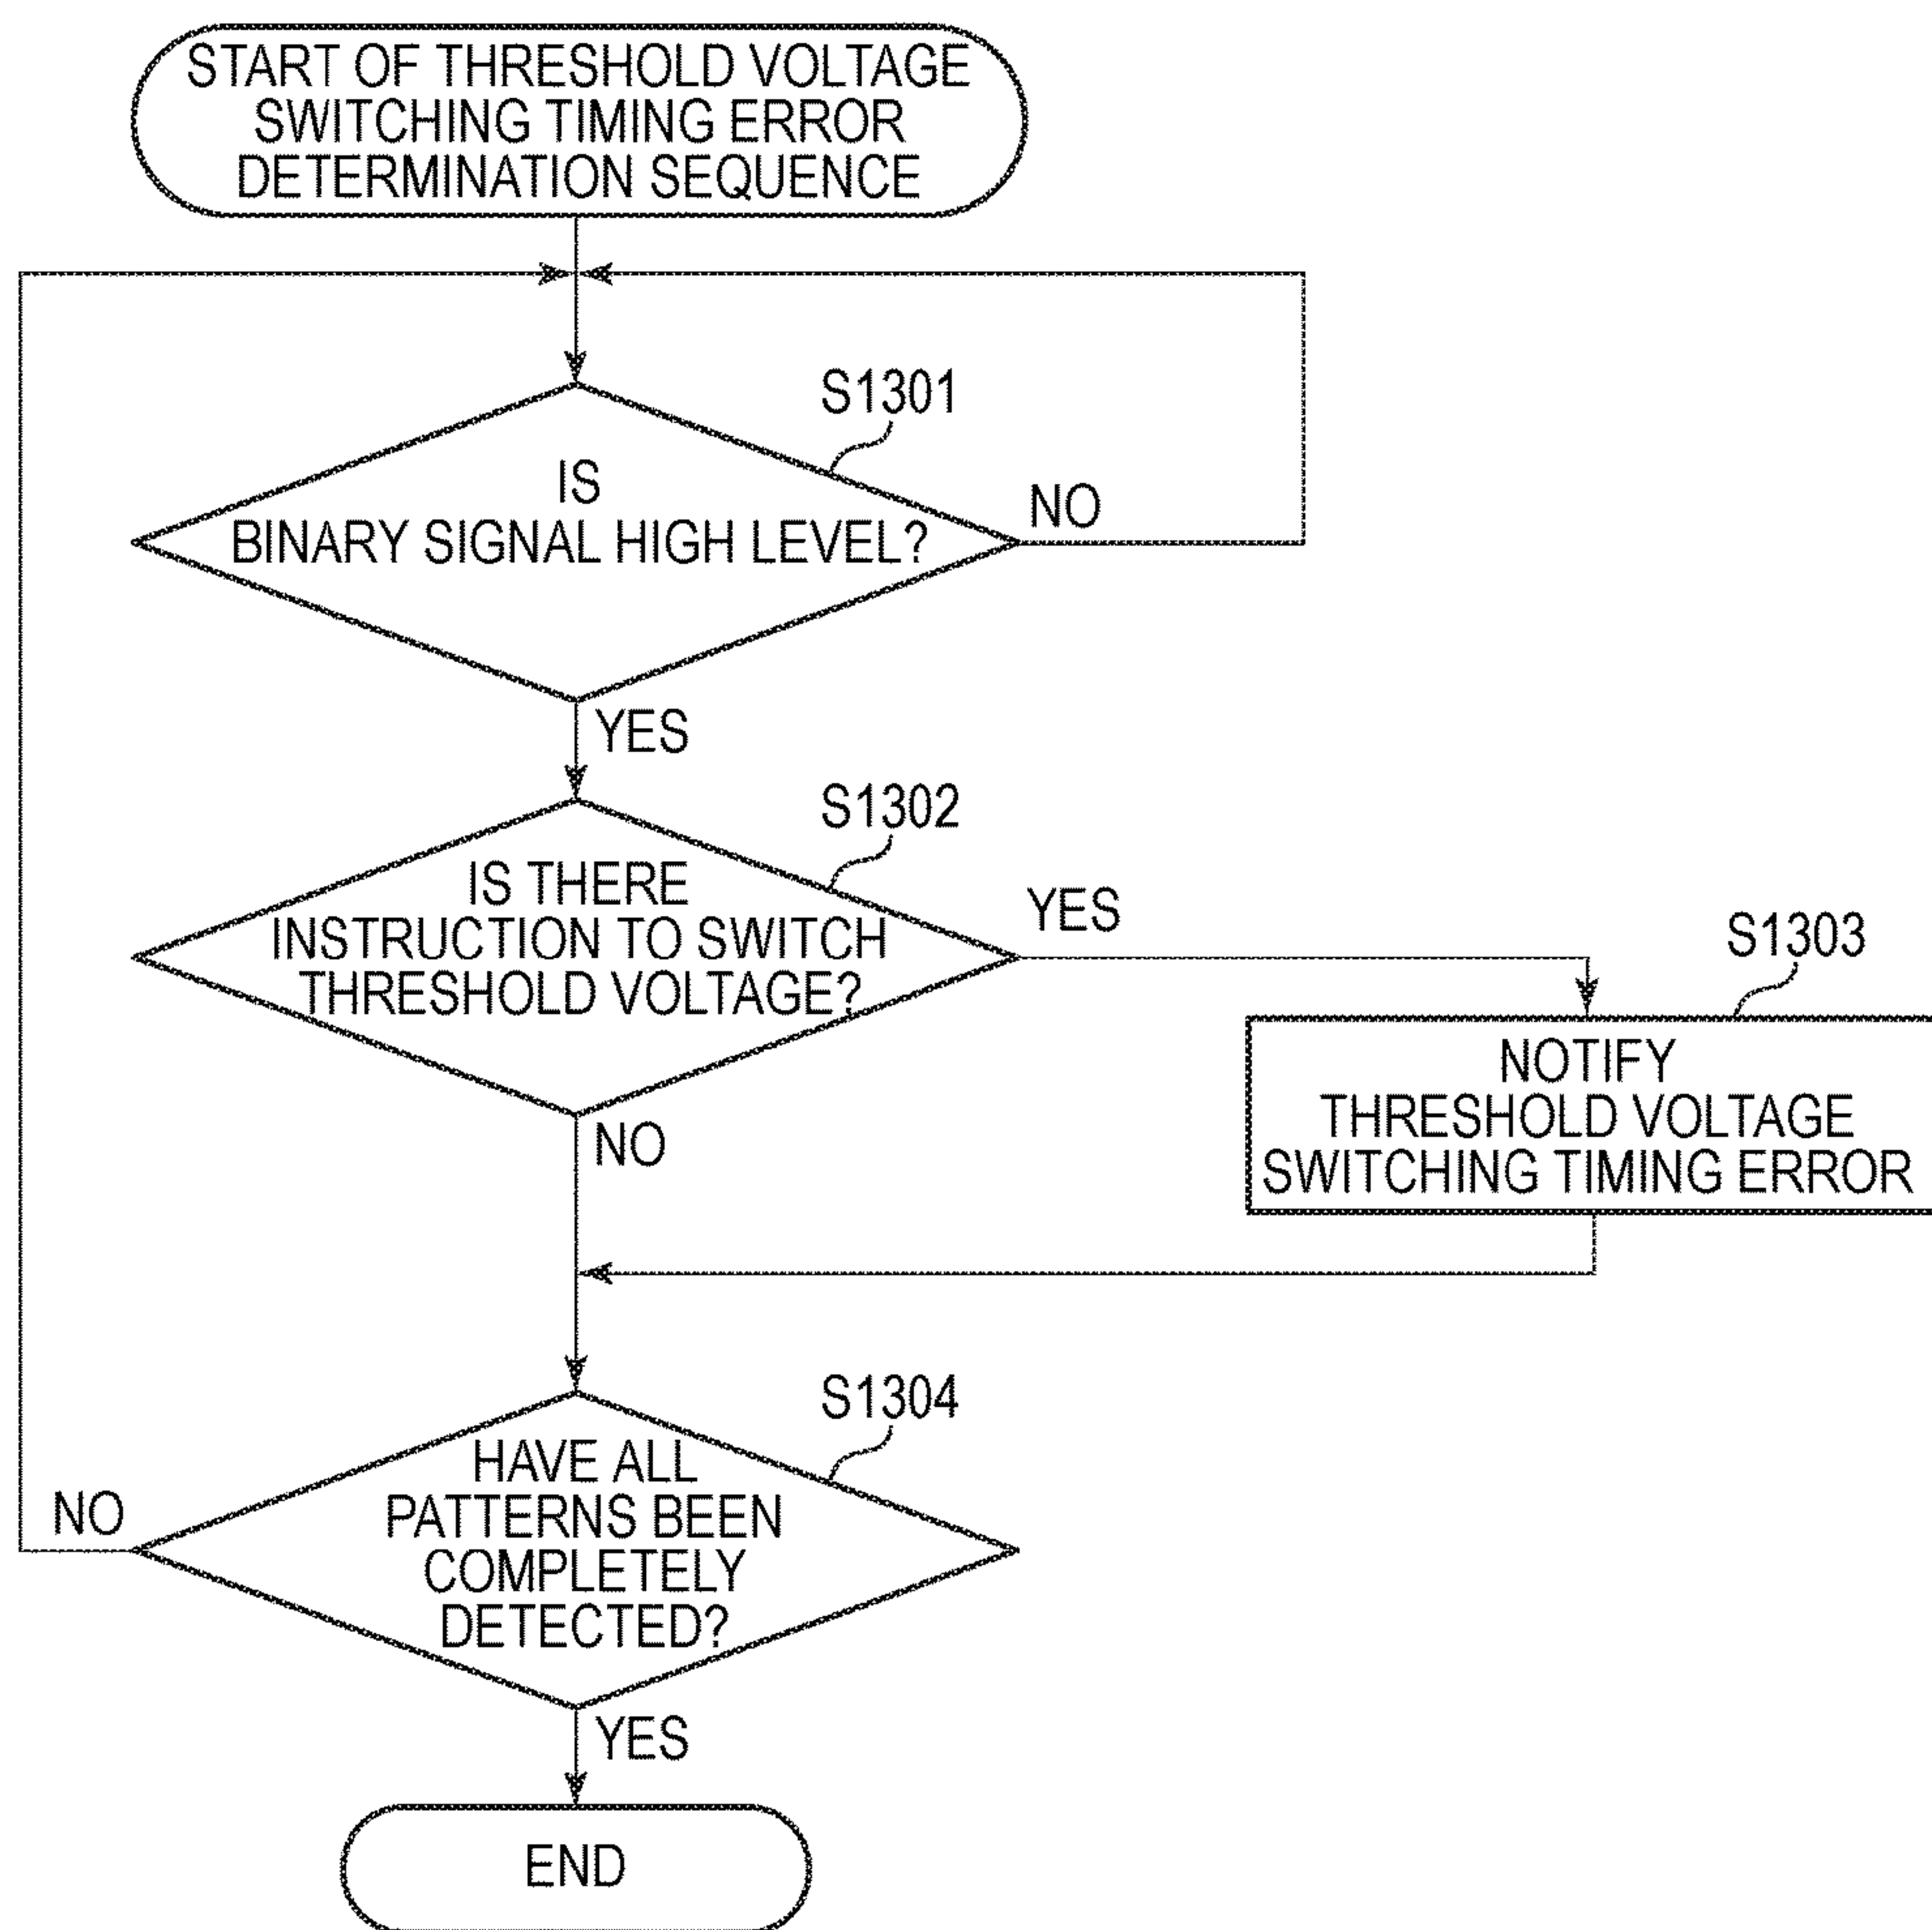 START OF THRESHOLD VOLTAGE
SWITCHING TIMING ERROR
DETERMINATION SEQUENCE
S1301
IS
BINARY SIGNAL HIGH LEVEL?
NO
YES
S1302
IS THERE
INSTRUCTION TO SWITCH
THRESHOLD VOLTAGE?
YES
S1303
NOTIFY
THRESHOLD VOLTAGE
SWITCHING TIMING ERROR
NO
S1304
HAVE ALL
PATTERNS BEEN
COMPLETELY
DETECTED?
NO
YES
END